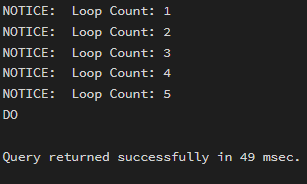 NOTICE:  Loop Count: 1
NOTICE:  Loop Count: 2
NOTICE:  Loop Count: 3
NOTICE:  Loop Count: 4
NOTICE:  Loop Count: 5
DO
Query returned successfully in 49 msec.